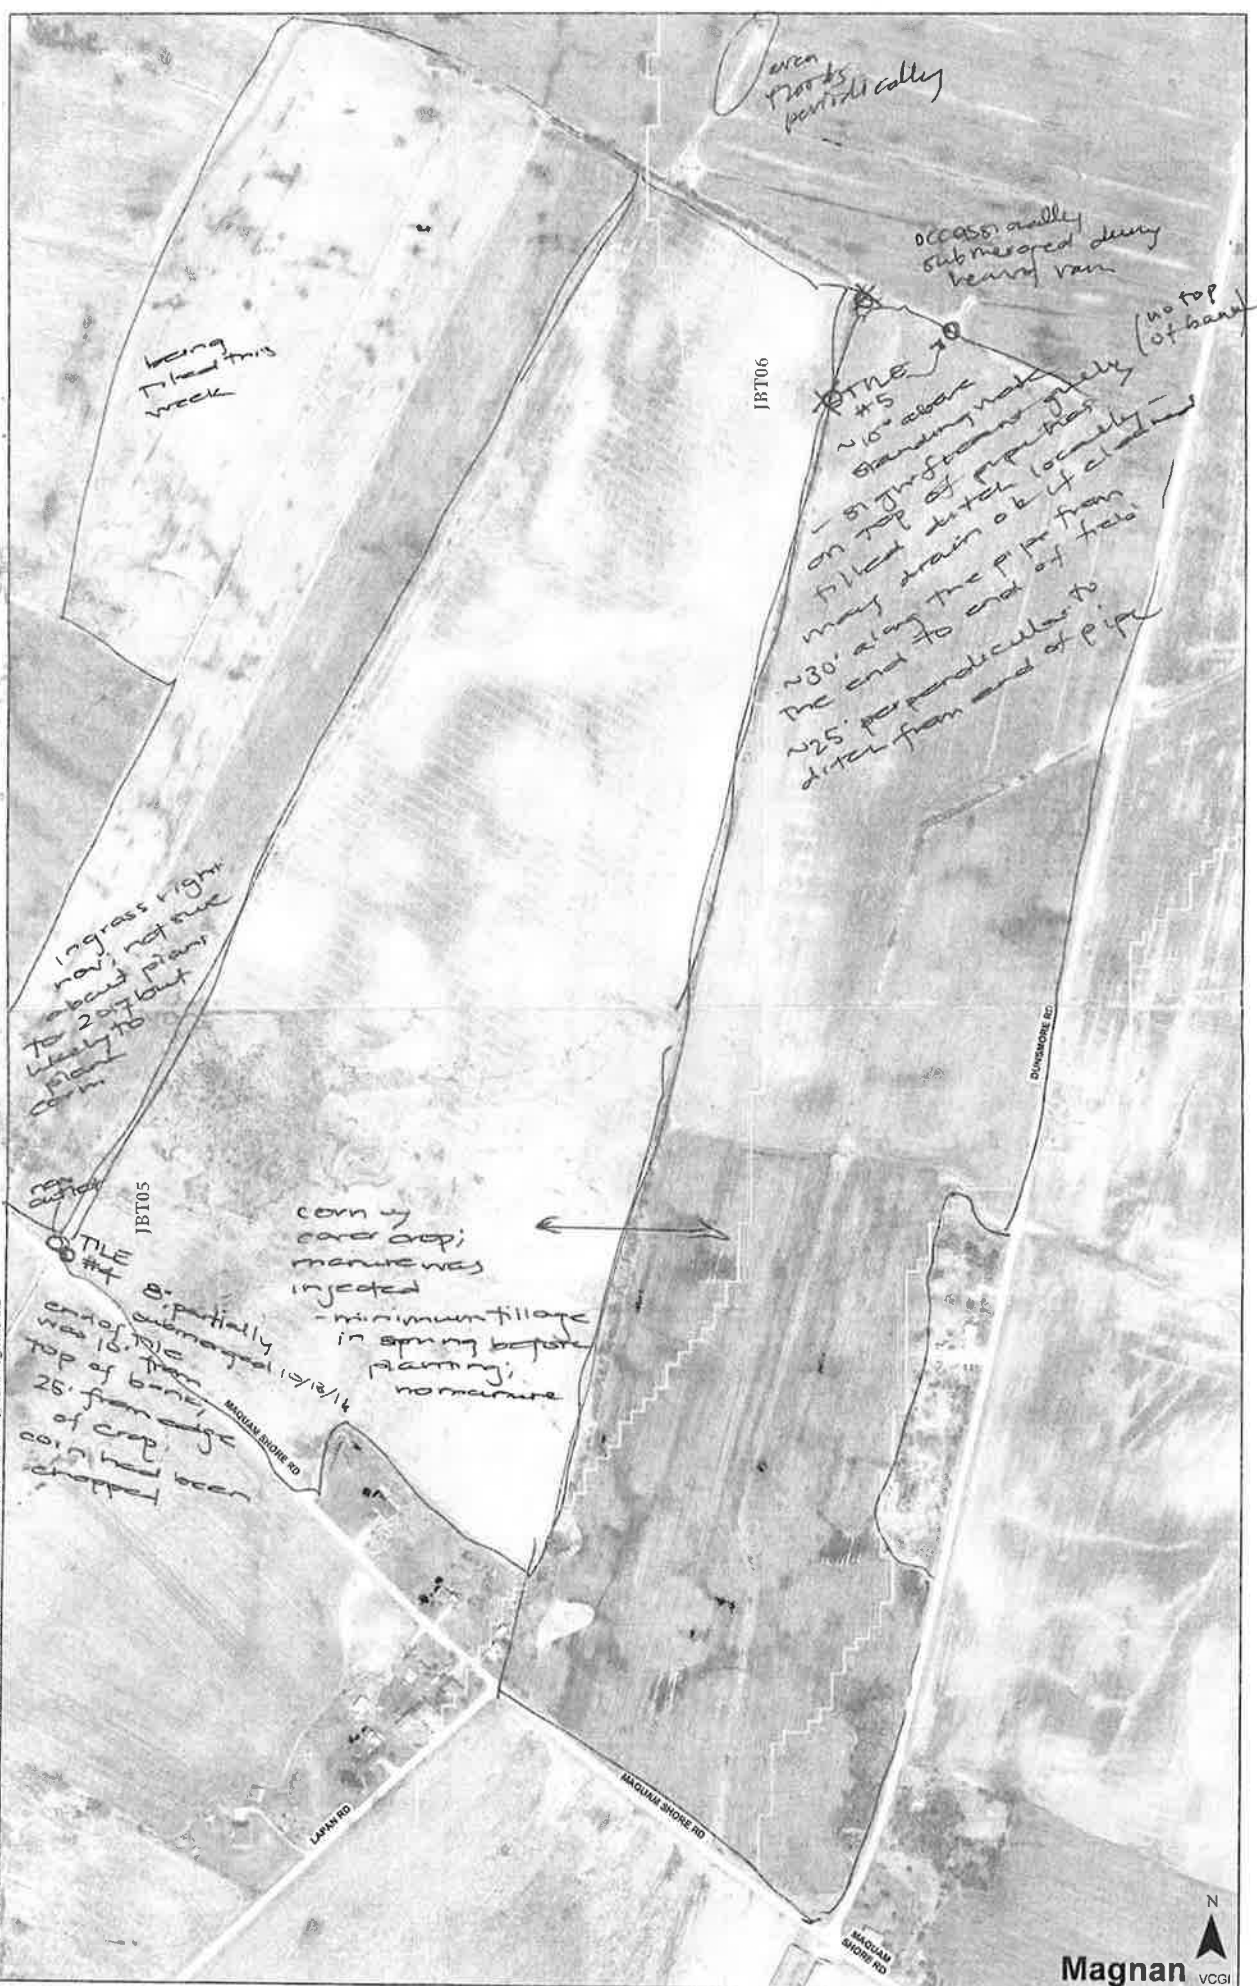 area
floods
periodically
occassionally
submerged during
heavy rain
(no top
of bank)
being
tiled this
week
JBT06
TILE
#5
~10" above
standing water
- significant gully
on top of pipe has
filled ditch locally -
may drain ok if cleaned
~30' along the pipe from
the end to end of field
~25' perpendicular to
ditch from end of pipe
in grass right
now; not sure
about plans
to 2017 but
likely to
plant
corn
DUNSMORE RD
new
outlet
JBT05
TILE
#4
8" partially
submerged 10/13/16
end of tile
was 10' from
top of bank,
25' from edge
of crop;
corn had been
chopped
corn w/
cover crop;
manure was
injected
- minimum tillage
in spring before
planting;
no manure
MAQUAM SHORE RD
LAPAN RD
MAQUAM SHORE RD
MAQUAM
SHORE RD
N
Magnan VCGI